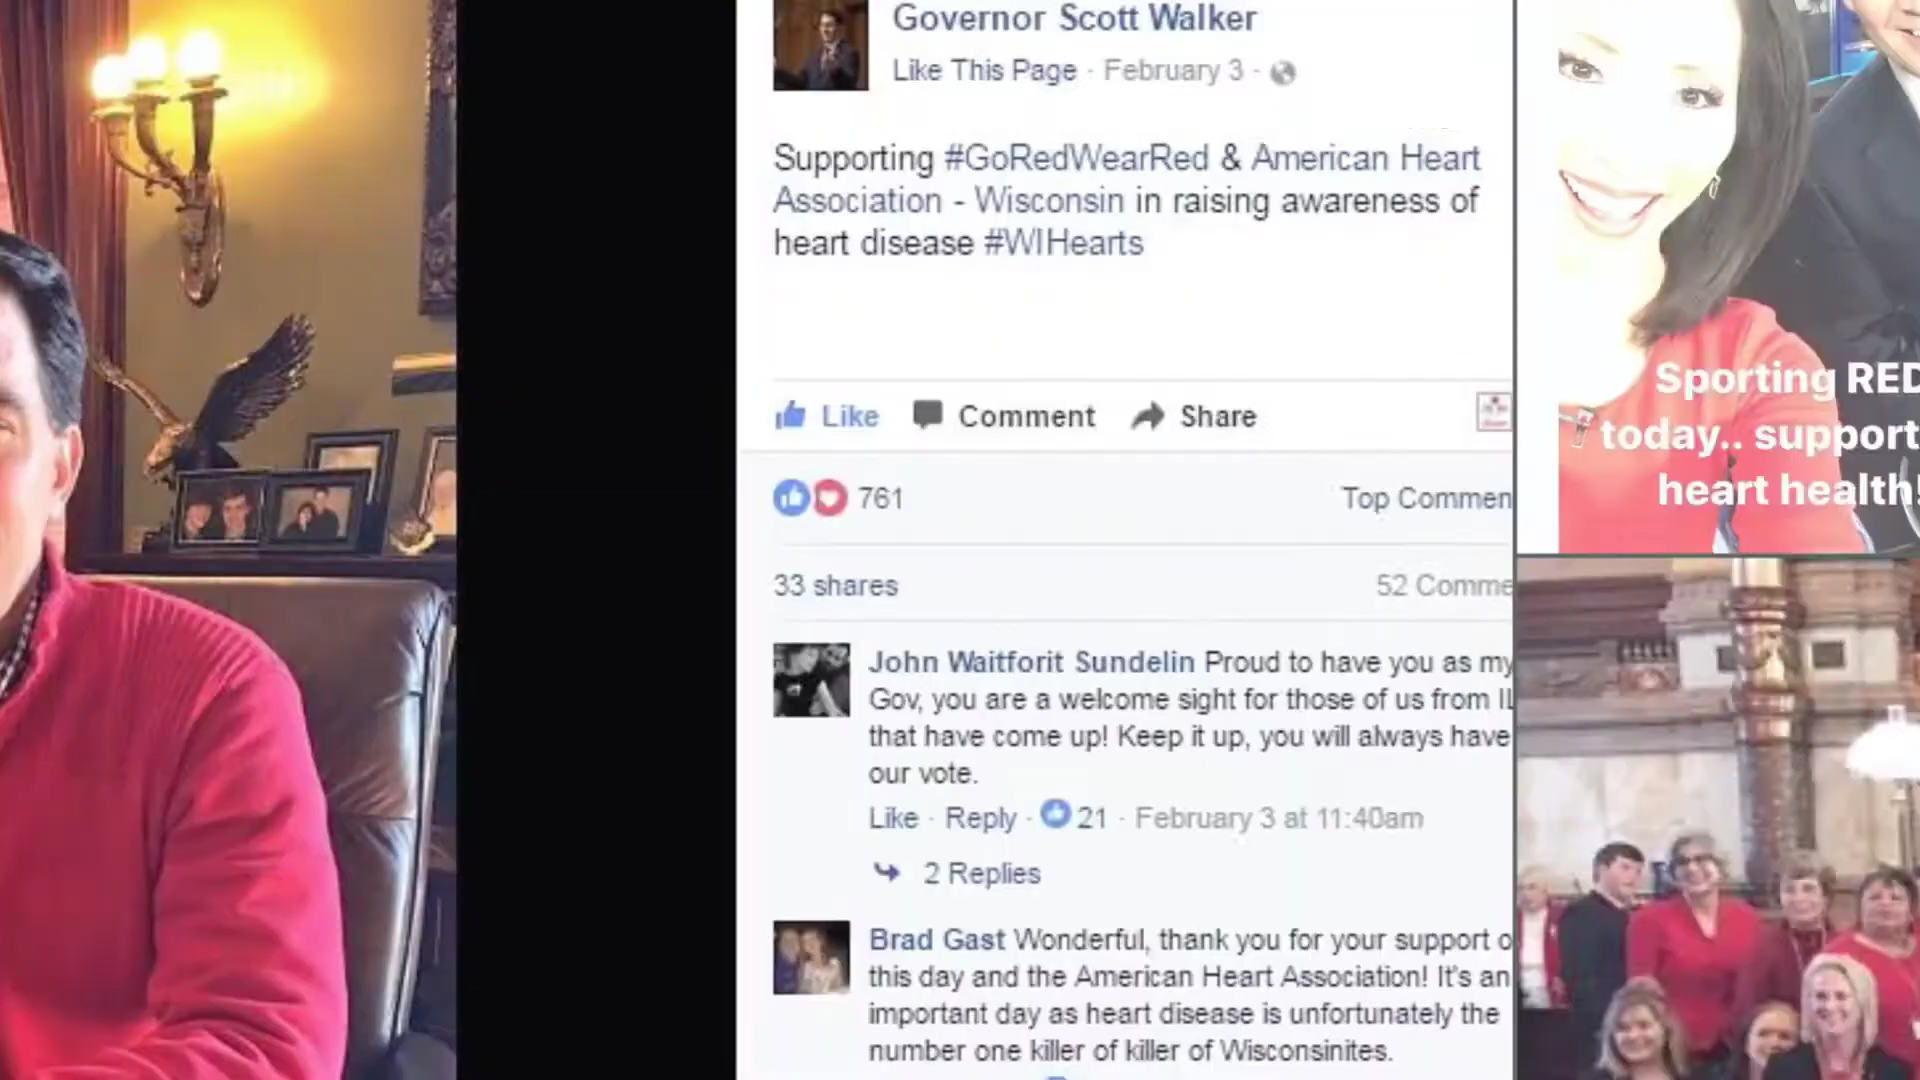 Governor Scott Walker
Like This Page · February 3 ·
Supporting #GoRedWearRed & American Heart
Association - Wisconsin in raising awareness of
heart disease #WIHearts
Like Comment Share
761 Top Commen
33 shares 52 Comme
John Waitforit Sundelin Proud to have you as my
Gov, you are a welcome sight for those of us from IL
that have come up! Keep it up, you will always have
our vote.
Like · Reply · 21 · February 3 at 11:40am
2 Replies
Brad Gast Wonderful, thank you for your support o
this day and the American Heart Association! It's an
important day as heart disease is unfortunately the
number one killer of killer of Wisconsinites.
Sporting RED
today.. support
heart health!